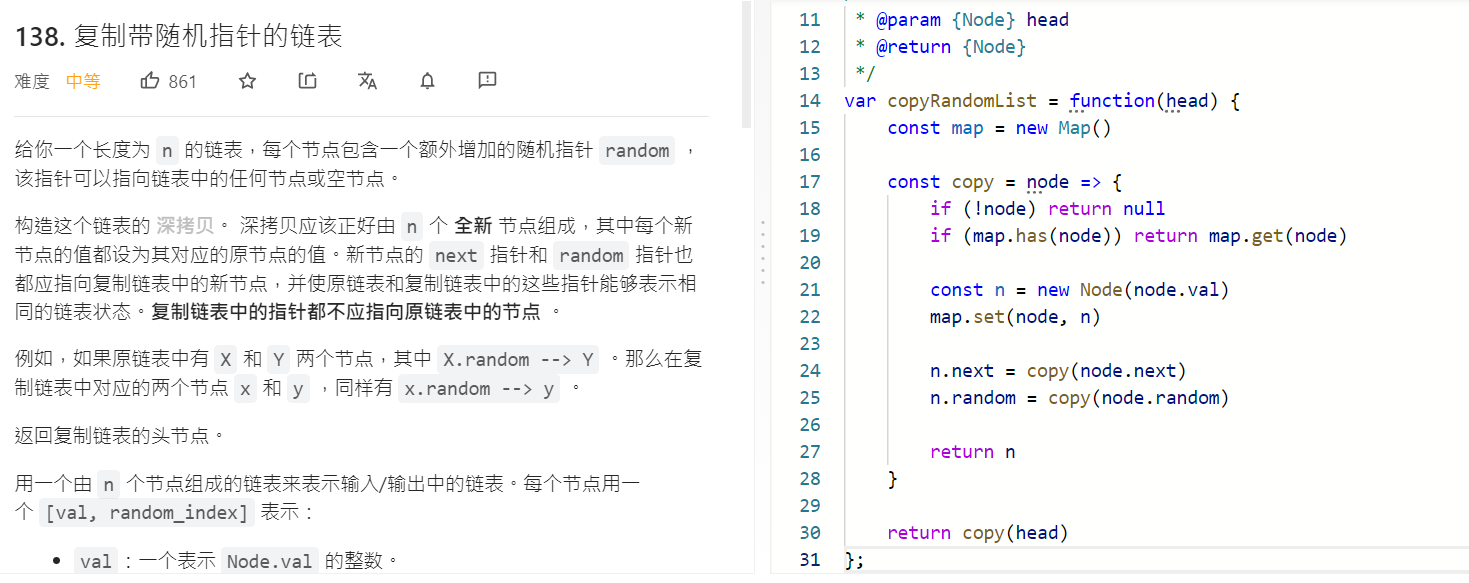 138. 复制带随机指针的链表
难度 中等 861
给你一个长度为 n 的链表，每个节点包含一个额外增加的随机指针 random ，
该指针可以指向链表中的任何节点或空节点。
构造这个链表的 深拷贝。 深拷贝应该正好由 n 个 全新 节点组成，其中每个新
节点的值都设为其对应的原节点的值。新节点的 next 指针和 random 指针也
都应指向复制链表中的新节点，并使原链表和复制链表中的这些指针能够表示相
同的链表状态。复制链表中的指针都不应指向原链表中的节点 。
例如，如果原链表中有 X 和 Y 两个节点，其中 X.random --> Y 。那么在复
制链表中对应的两个节点 x 和 y ，同样有 x.random --> y 。
返回复制链表的头节点。
用一个由 n 个节点组成的链表来表示输入/输出中的链表。每个节点用一
个 [val, random_index] 表示：
• val：一个表示 Node.val 的整数。
11 * @param {Node} head
12 * @return {Node}
13 */
14 var copyRandomList = function(head) {
15 const map = new Map()
16
17 const copy = node => {
18 if (!node) return null
19 if (map.has(node)) return map.get(node)
20
21 const n = new Node(node.val)
22 map.set(node, n)
23
24 n.next = copy(node.next)
25 n.random = copy(node.random)
26
27 return n
28 }
29
30 return copy(head)
31 };